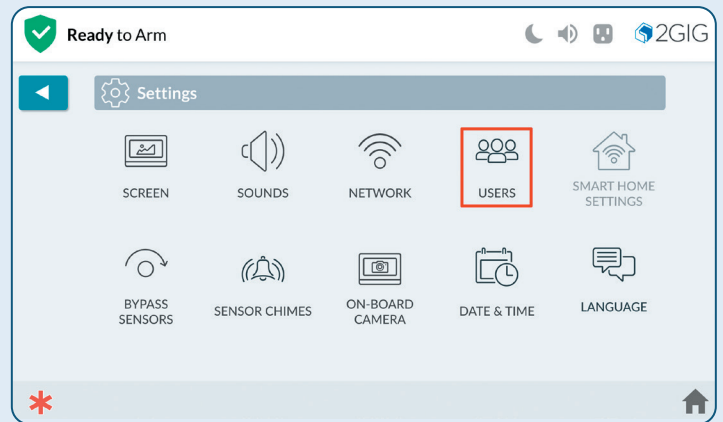 Ready to Arm
2GIG
Settings
SCREEN
SOUNDS
NETWORK
USERS
SMART HOME
SETTINGS
BYPASS
SENSORS
SENSOR CHIMES
ON-BOARD
CAMERA
DATE & TIME
LANGUAGE